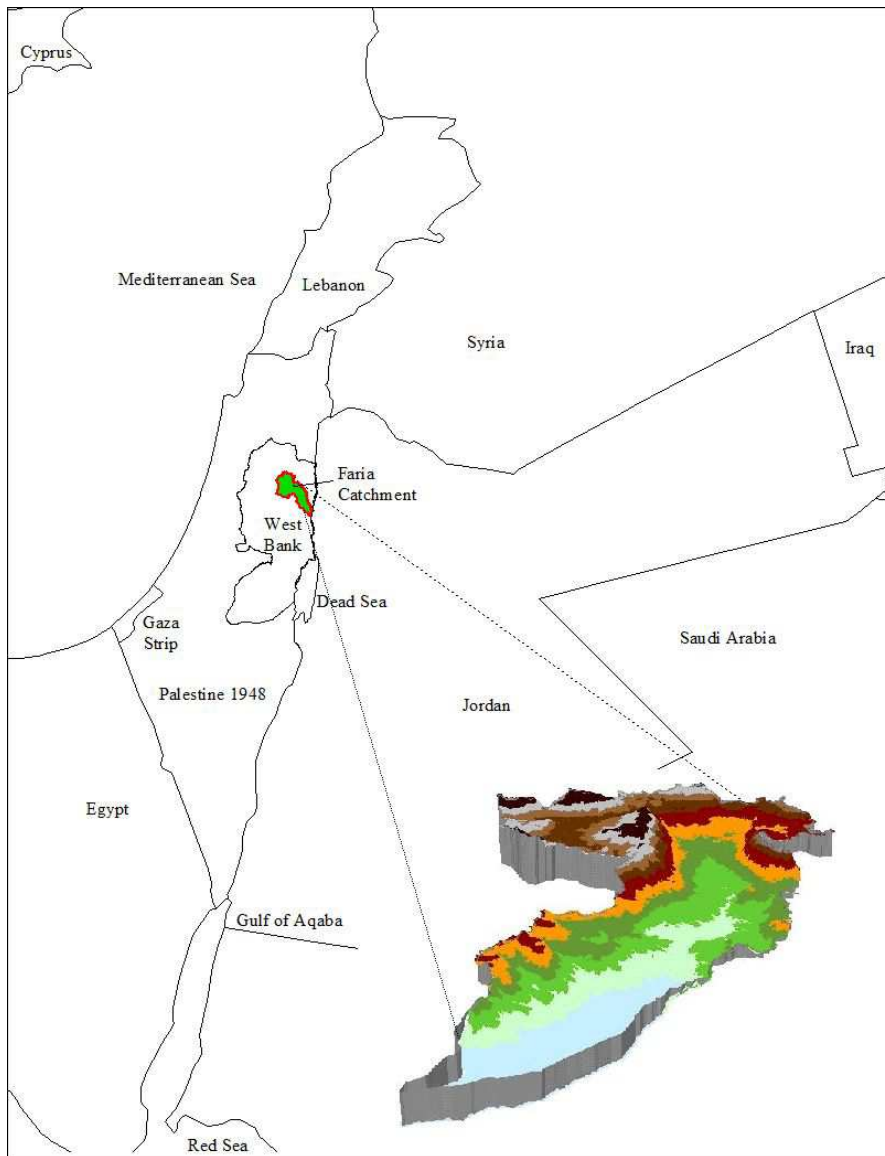 Cyprus
Mediterranean Sea
Lebanon
Syria
Iraq
Faria
Catchment
West
Bank
Dead Sea
Gaza
Strip
Saudi Arabia
Palestine 1948
Jordan
Egypt
Gulf of Aqaba
Red Sea